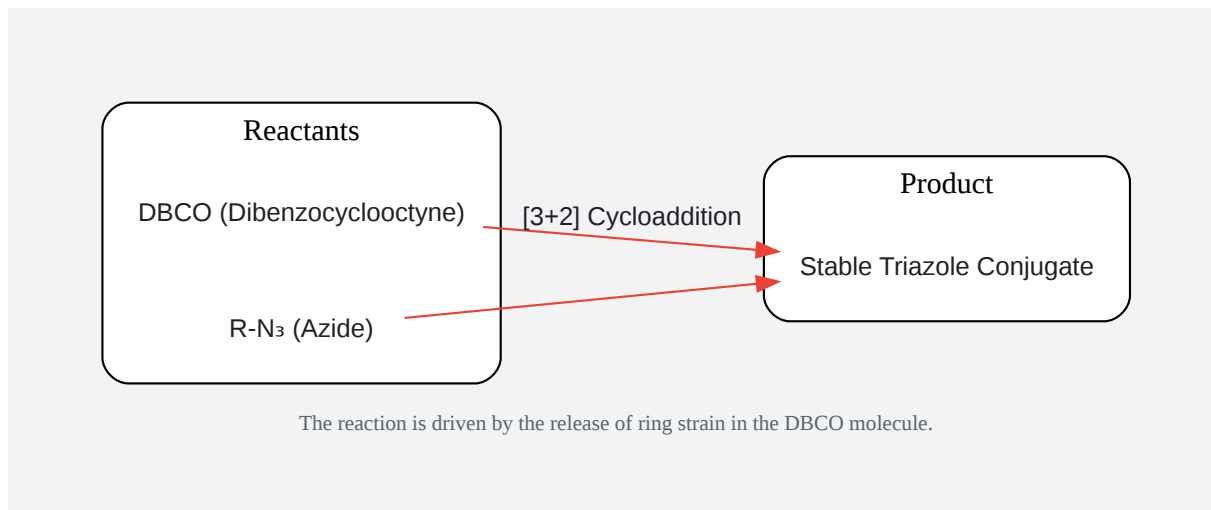 Reactants
DBCO (Dibenzocyclooctyne)
R-N₃ (Azide)
[3+2] Cycloaddition
Product
Stable Triazole Conjugate
The reaction is driven by the release of ring strain in the DBCO molecule.